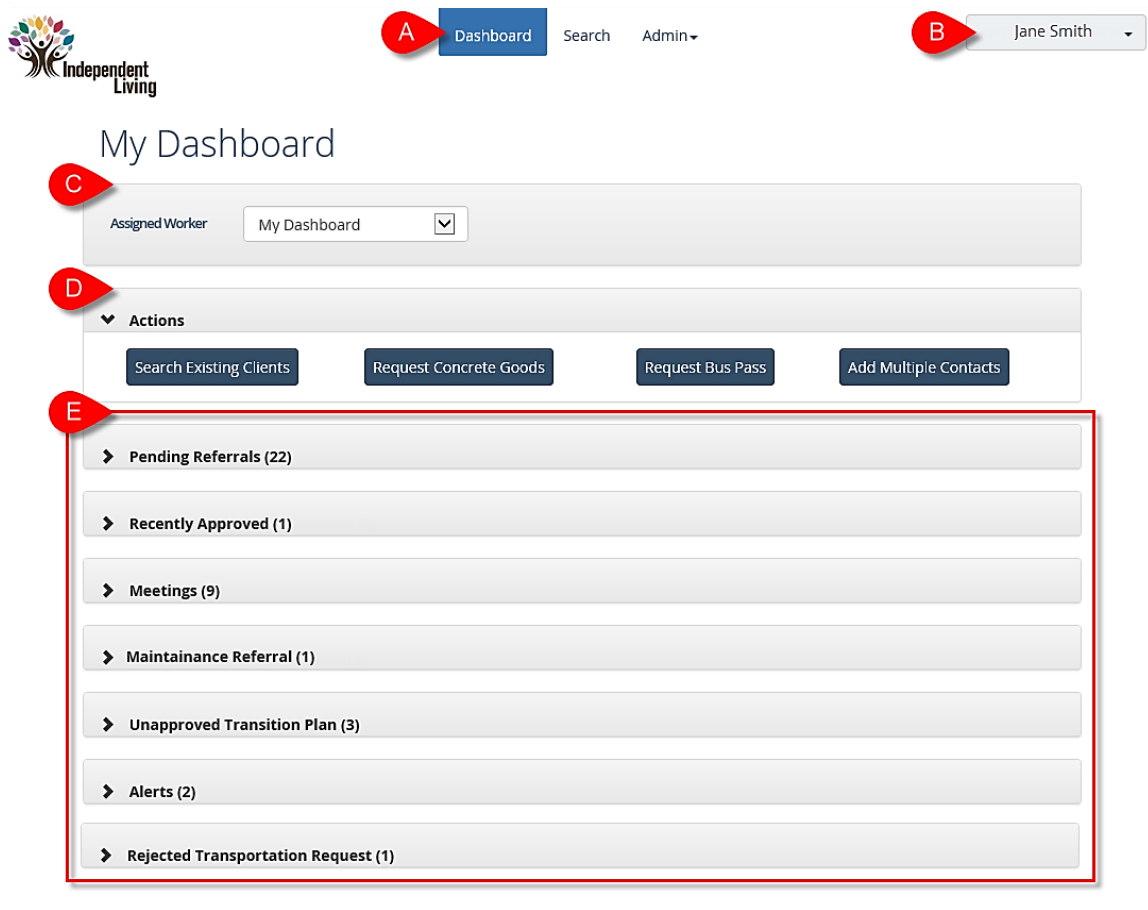 Independent
Living
A
Dashboard
Search
Admin
B
Jane Smith
My Dashboard
C
Assigned Worker
My Dashboard
D
Actions
Search Existing Clients
Request Concrete Goods
Request Bus Pass
Add Multiple Contacts
E
Pending Referrals (22)
Recently Approved (1)
Meetings (9)
Maintainance Referral (1)
Unapproved Transition Plan (3)
Alerts (2)
Rejected Transportation Request (1)